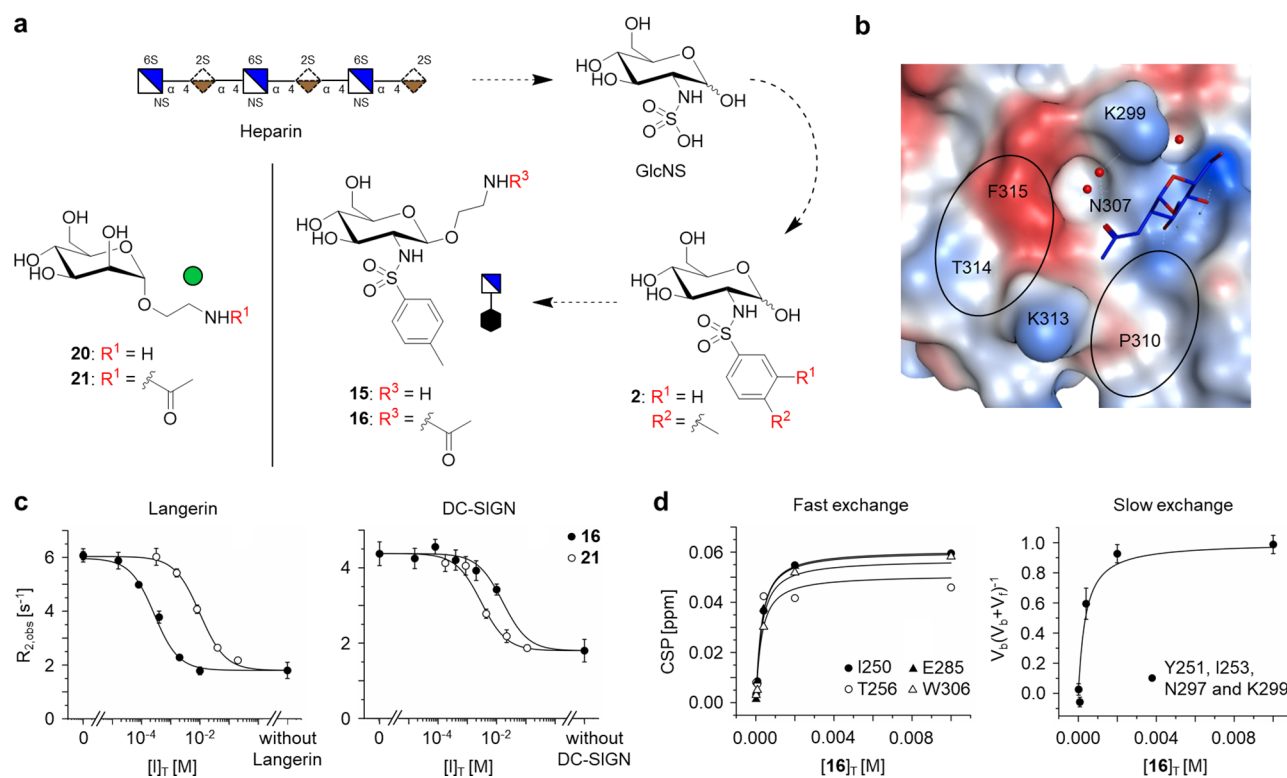 a
6S 2S 6S 2S 6S 2S
α 4 α 4 α 4 α 4 α 4
NS NS NS
Heparin
OH
HO
HO
O
NH
OH
O
S
O
OH
GlcNS
OH
HO
HO
OH
O
O
NHR1
20: R1 = H
21: R1 =
O
NHR3
OH
HO
HO
O
O
NH
O
S
O
15: R3 = H
16: R3 =
O
OH
HO
HO
O
NH
OH
O
S
O
R1
R2
2: R1 = H
R2 =
b
K299
F315
N307
T314
K313
P310
c
Langerin
R2,obs [s-1]
6
4
2
0
0 10-4 10-2 without Langerin
[I]T [M]
DC-SIGN
16
21
6
4
2
0
0 10-4 10-2 without DC-SIGN
[I]T [M]
d
Fast exchange
CSP [ppm]
0.06
0.04
0.02
0.00
I250 E285
T256 W306
0.000 0.004 0.008
[16]T [M]
Slow exchange
Vb(Vb+Vf)-1
1.0
0.8
0.6
0.4
0.2
0.0
Y251, I253,
N297 and K299
0.000 0.004 0.008
[16]T [M]